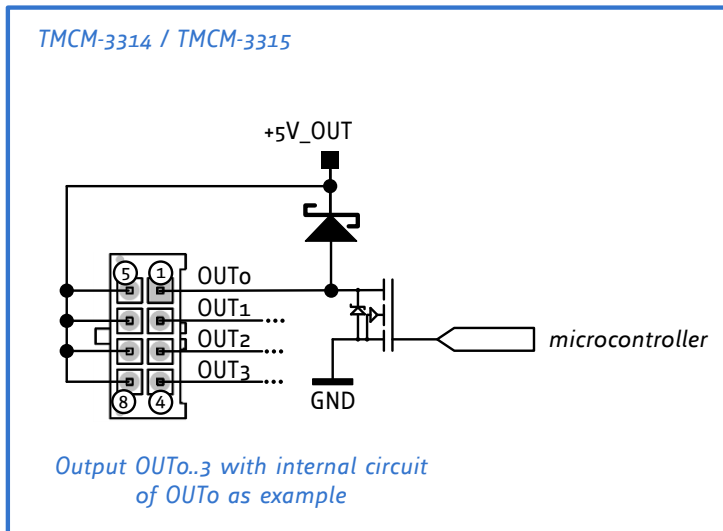 TMCM-3314 / TMCM-3315
+5V_OUT
5 1 OUT0
OUT1 ...
OUT2 ...
OUT3 ...
8 4
microcontroller
GND
Output OUT0..3 with internal circuit
of OUT0 as example